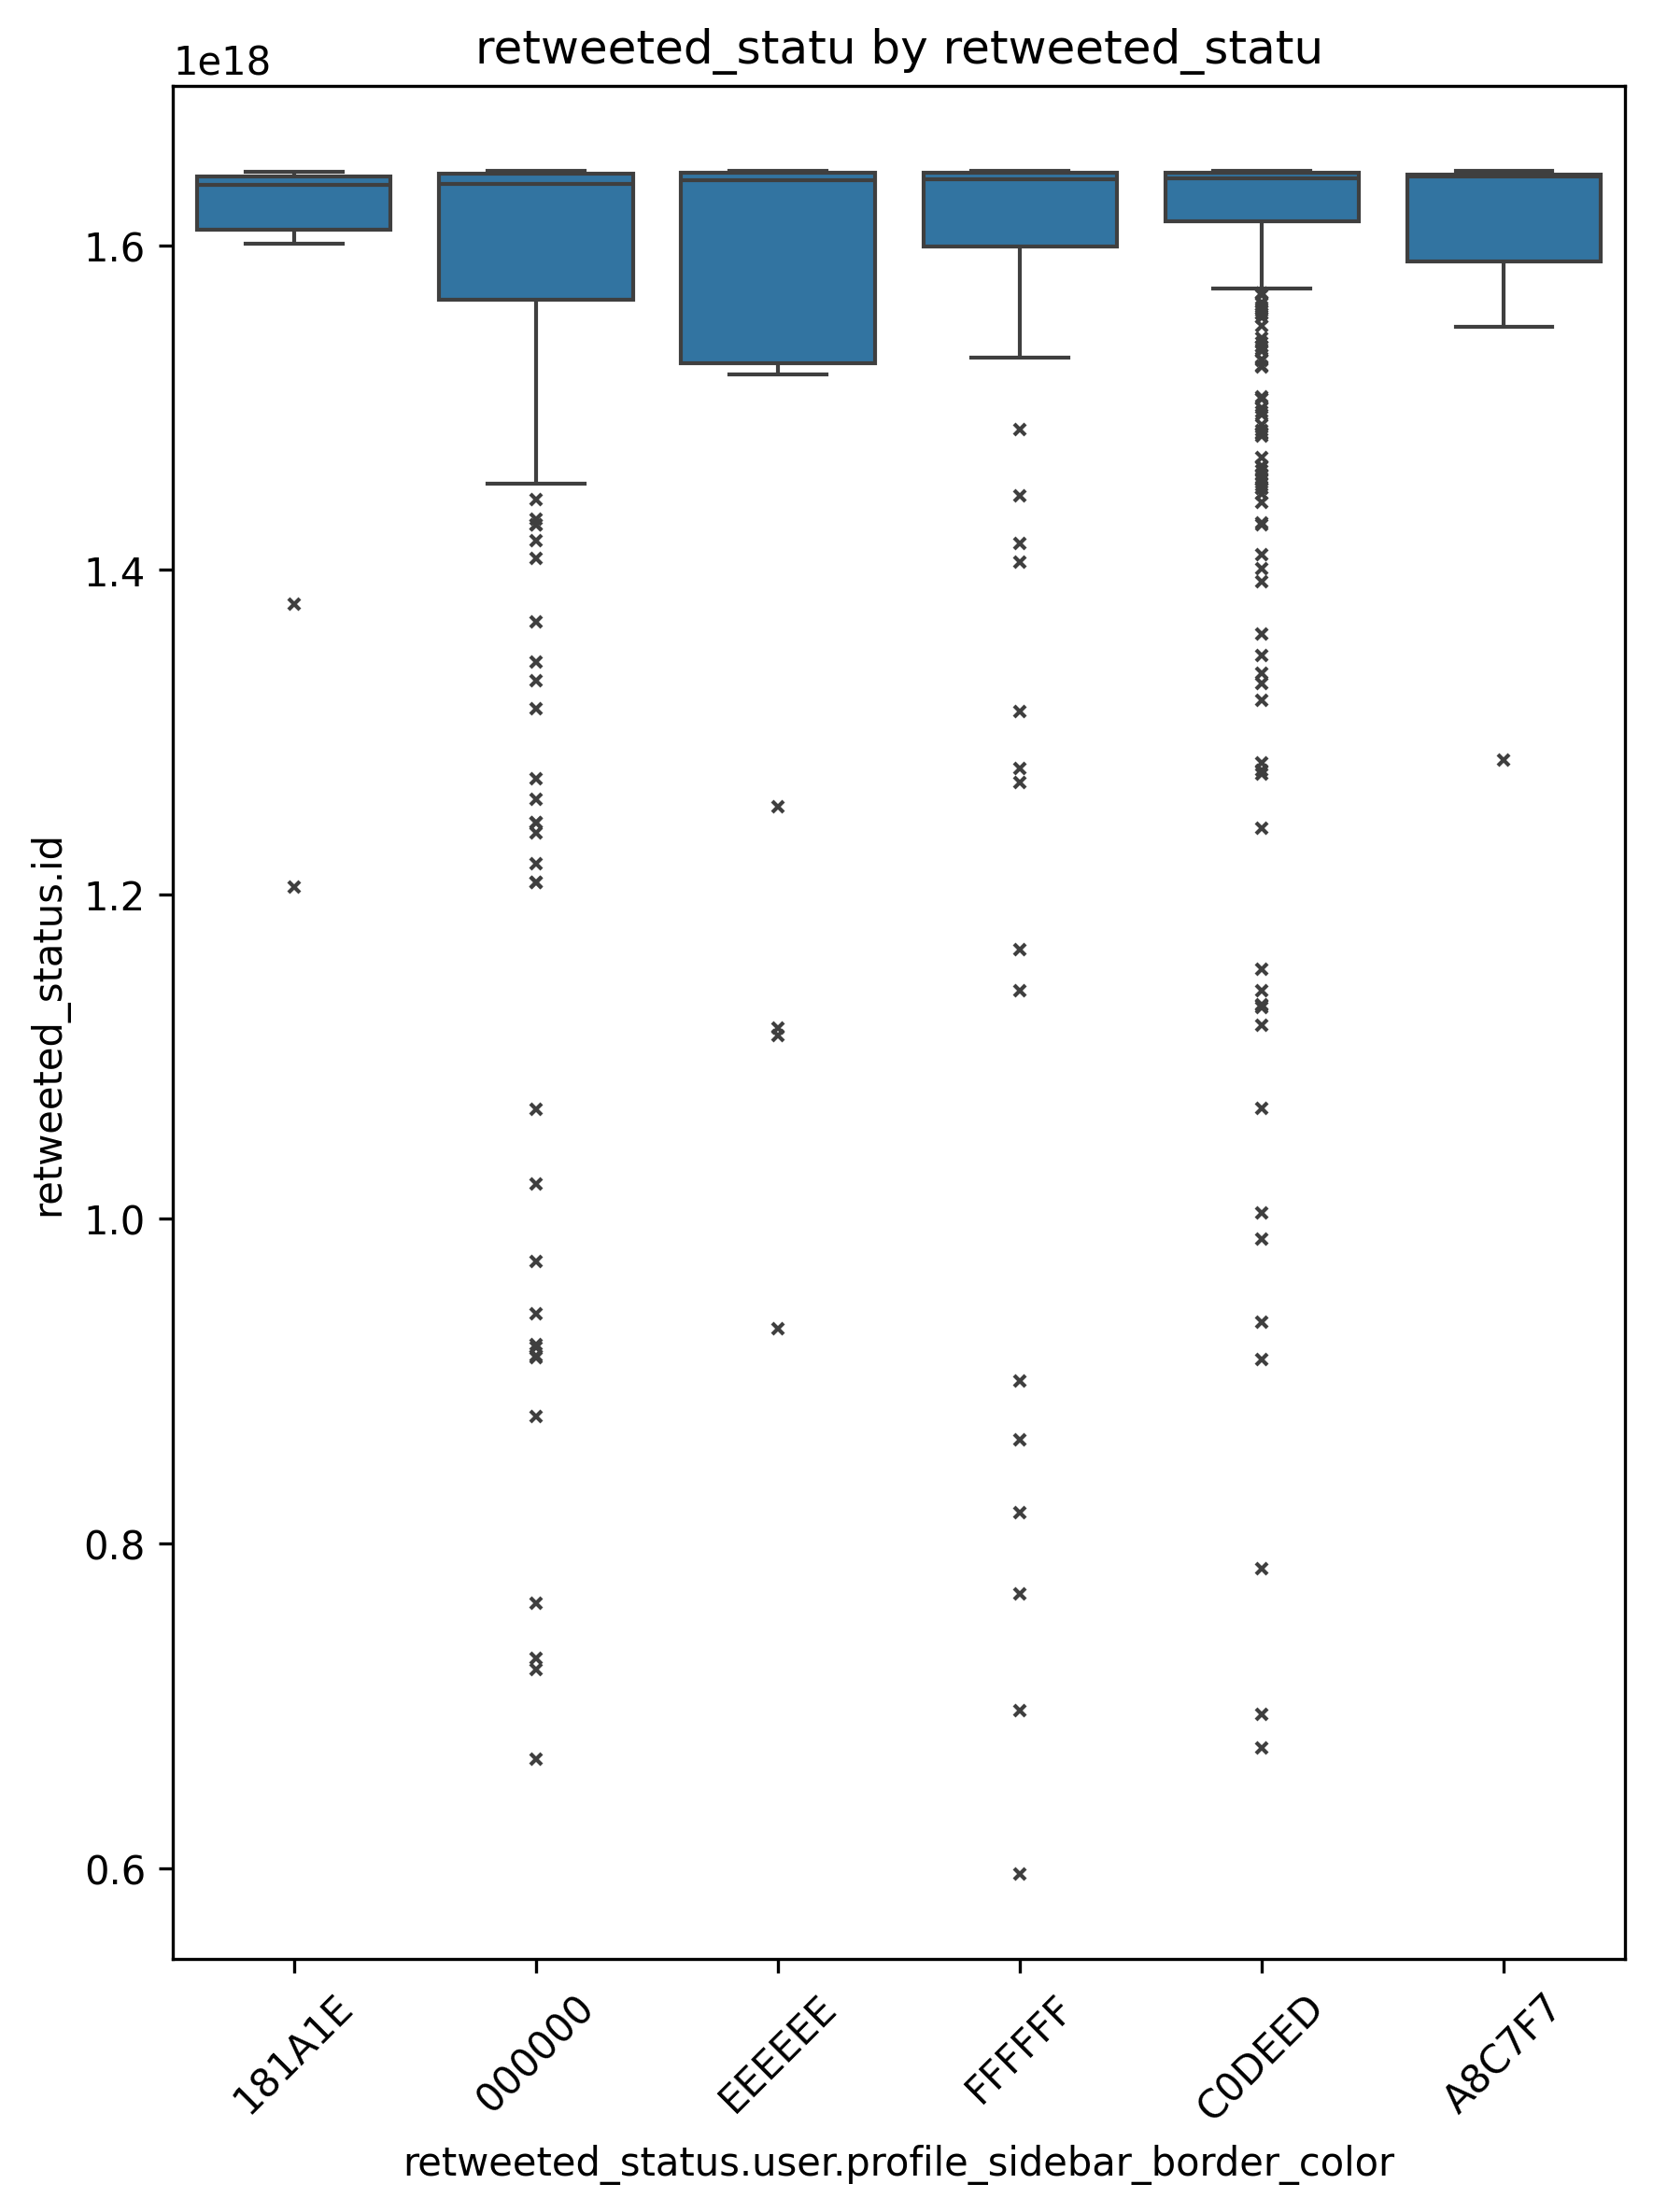 retweeted_statu by retweeted_statu
1e18
1.6
1.4
1.2
1.0
0.8
0.6
retweeted_status.id
181A1E
000000
EEEEEE
FFFFFF
C0DEED
A8C7F7
retweeted_status.user.profile_sidebar_border_color